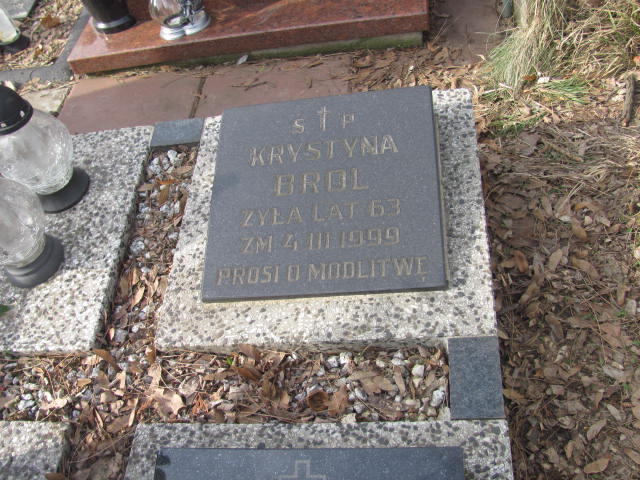 S † P
KRYSTYNA
BROL
ŻYŁA LAT 63
ZM 4 III 1999
PROSI O MODLITWĘ